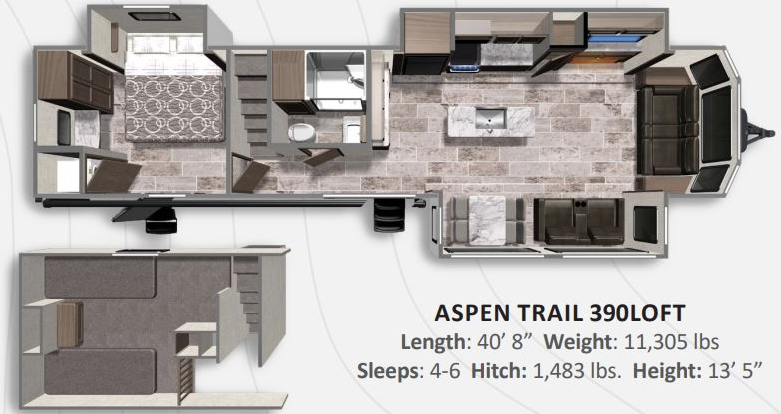 ASPEN TRAIL 390LOFT
Length: 40’ 8” Weight: 11,305 lbs
Sleeps: 4-6 Hitch: 1,483 lbs. Height: 13’ 5”